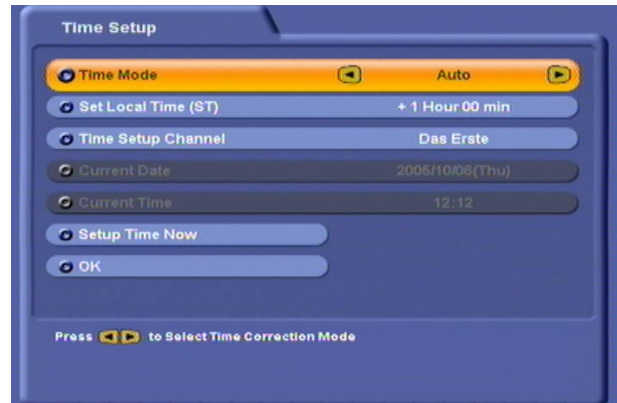 Time Setup
Time Mode Auto
Set Local Time (ST) + 1 Hour 00 min
Time Setup Channel Das Erste
Current Date 2005/10/06(Thu)
Current Time 12:12
Setup Time Now
OK
Press to Select Time Correction Mode